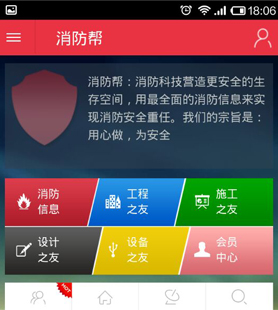 18:06
消防帮
消防帮：消防科技营造更安全的生
存空间，用最全面的消防信息来实
现消防安全重任。我们的宗旨是：
用心做，为安全
消防
信息
工程
之友
施工
之友
设计
之友
设备
之友
会员
中心
HOT